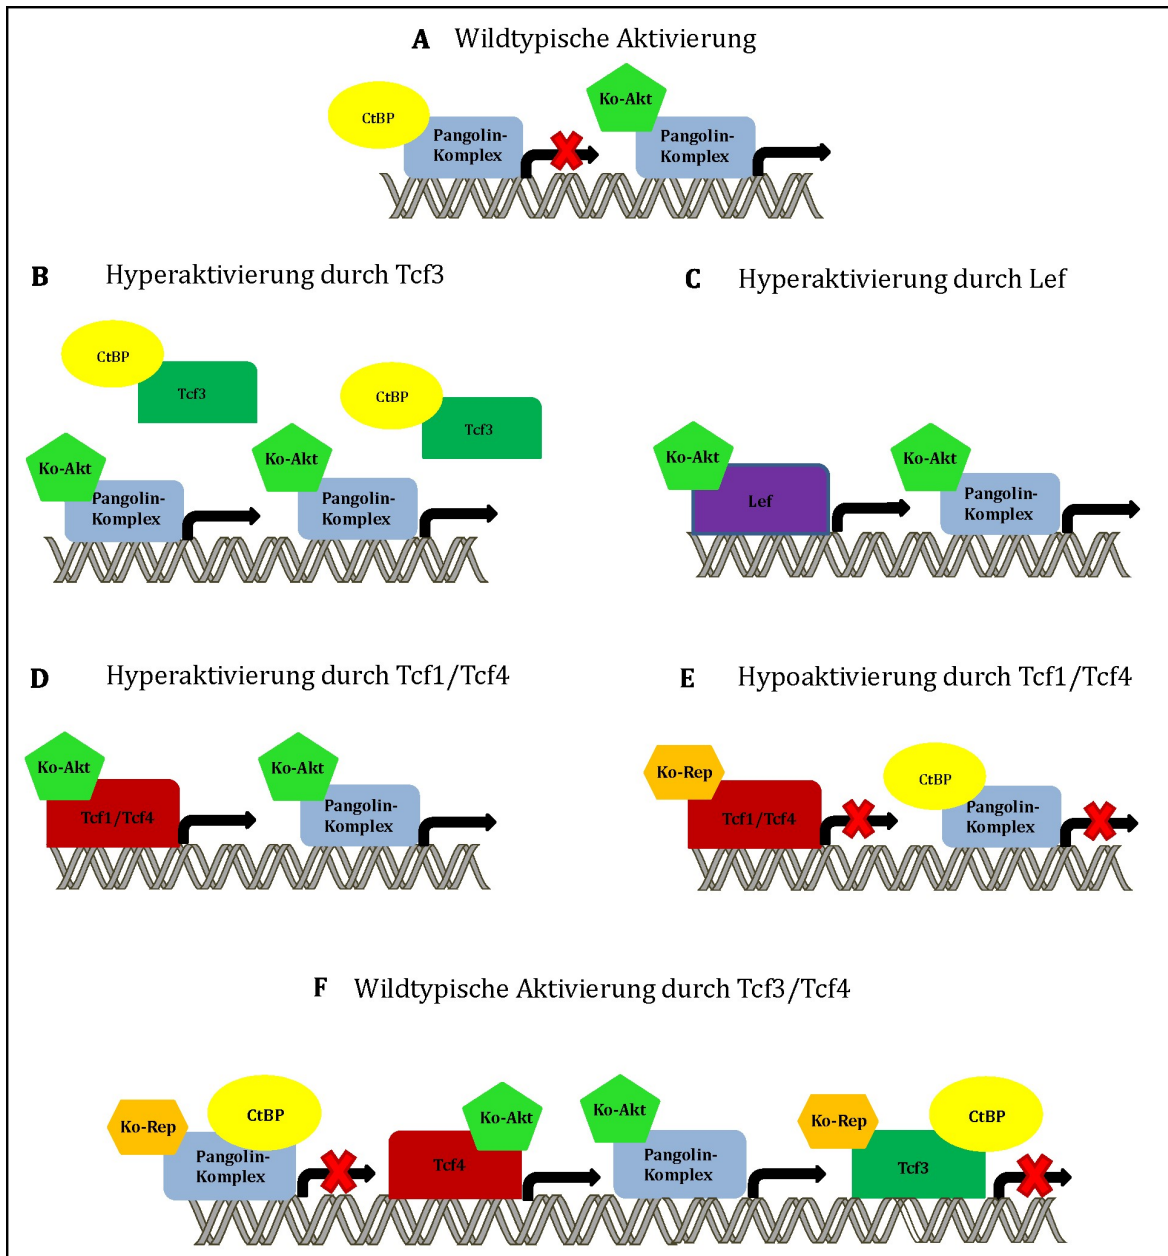 A Wildtypische Aktivierung
CtBP
Pangolin-
Komplex
Ko-Akt
Pangolin-
Komplex
B Hyperaktivierung durch Tcf3
CtBP
Tcf3
CtBP
Tcf3
Ko-Akt
Pangolin-
Komplex
Ko-Akt
Pangolin-
Komplex
C Hyperaktivierung durch Lef
Ko-Akt
Lef
Ko-Akt
Pangolin-
Komplex
D Hyperaktivierung durch Tcf1/Tcf4
Ko-Akt
Tcf1/Tcf4
Ko-Akt
Pangolin-
Komplex
E Hypoaktivierung durch Tcf1/Tcf4
Ko-Rep
Tcf1/Tcf4
CtBP
Pangolin-
Komplex
F Wildtypische Aktivierung durch Tcf3/Tcf4
Ko-Rep
CtBP
Pangolin-
Komplex
Ko-Akt
Tcf4
Ko-Akt
Pangolin-
Komplex
Ko-Rep
CtBP
Tcf3